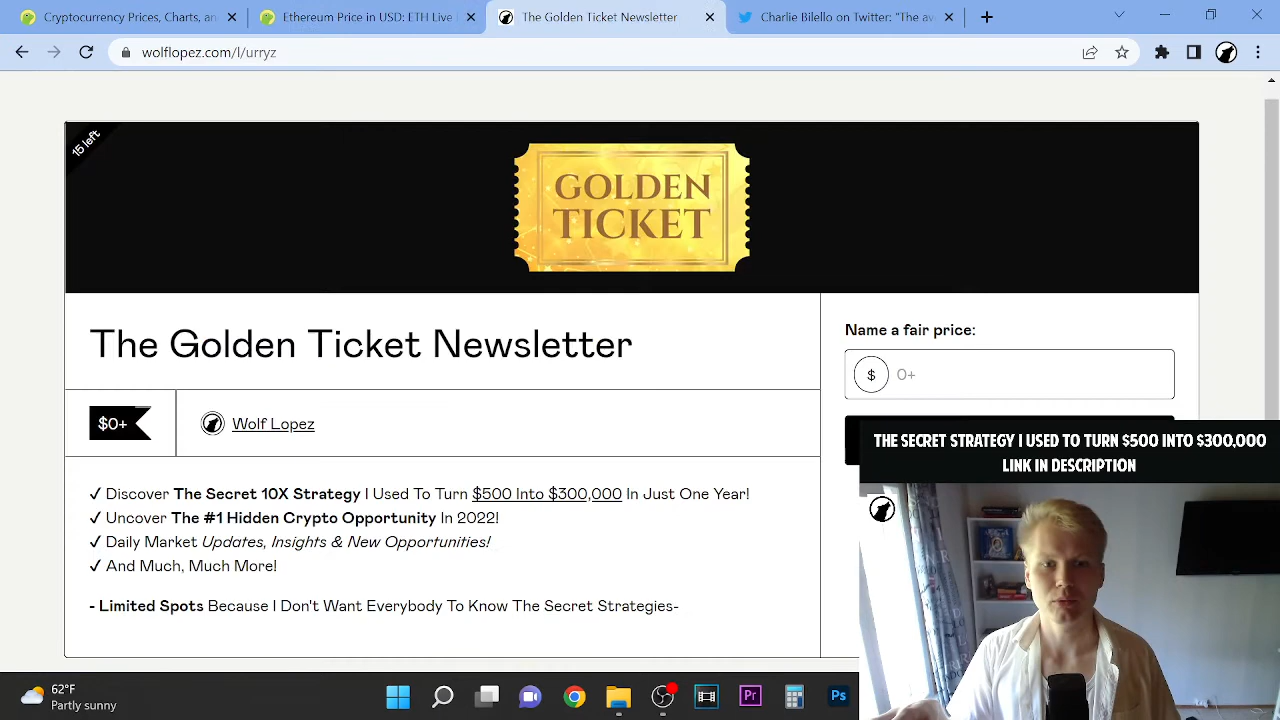 Cryptocurrency Prices, Charts, an
Ethereum Price in USD: ETH Live
The Golden Ticket Newsletter
Charlie Bilello on Twitter: "The av
wolflopez.com/l/urryz
15 left
GOLDEN
TICKET
The Golden Ticket Newsletter
Name a fair price:
$ 0+
$0+
Wolf Lopez
✓ Discover The Secret 10X Strategy I Used To Turn $500 Into $300,000 In Just One Year!
✓ Uncover The #1 Hidden Crypto Opportunity In 2022!
✓ Daily Market Updates, Insights & New Opportunities!
✓ And Much, Much More!
- Limited Spots Because I Don't Want Everybody To Know The Secret Strategies-
THE SECRET STRATEGY I USED TO TURN $500 INTO $300,000
LINK IN DESCRIPTION
62°F
Partly sunny
Pr
Ps